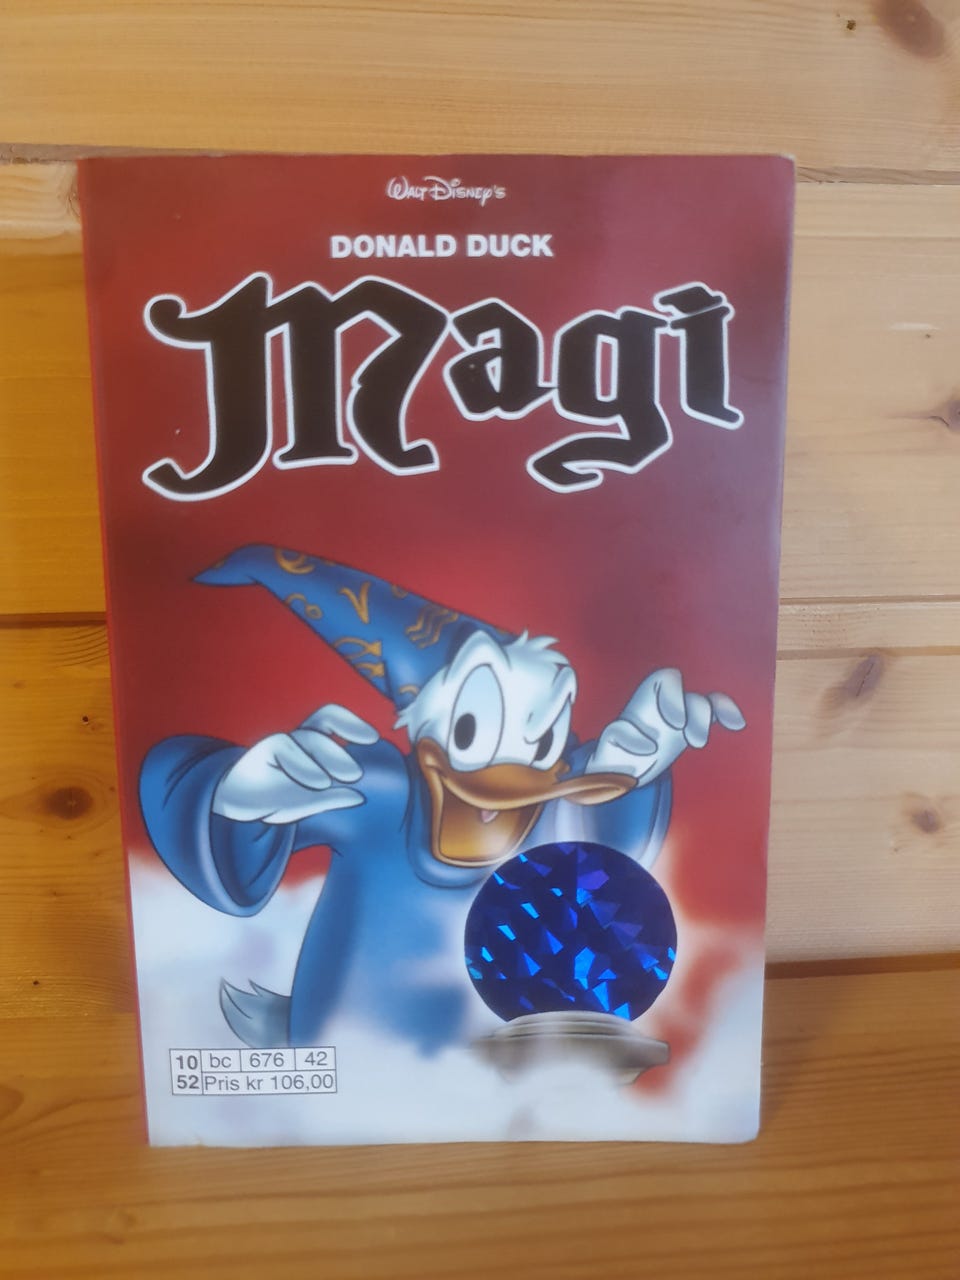 Walt Disney's
DONALD DUCK
Magi
10 bc 676 42
52 Pris kr 106,00